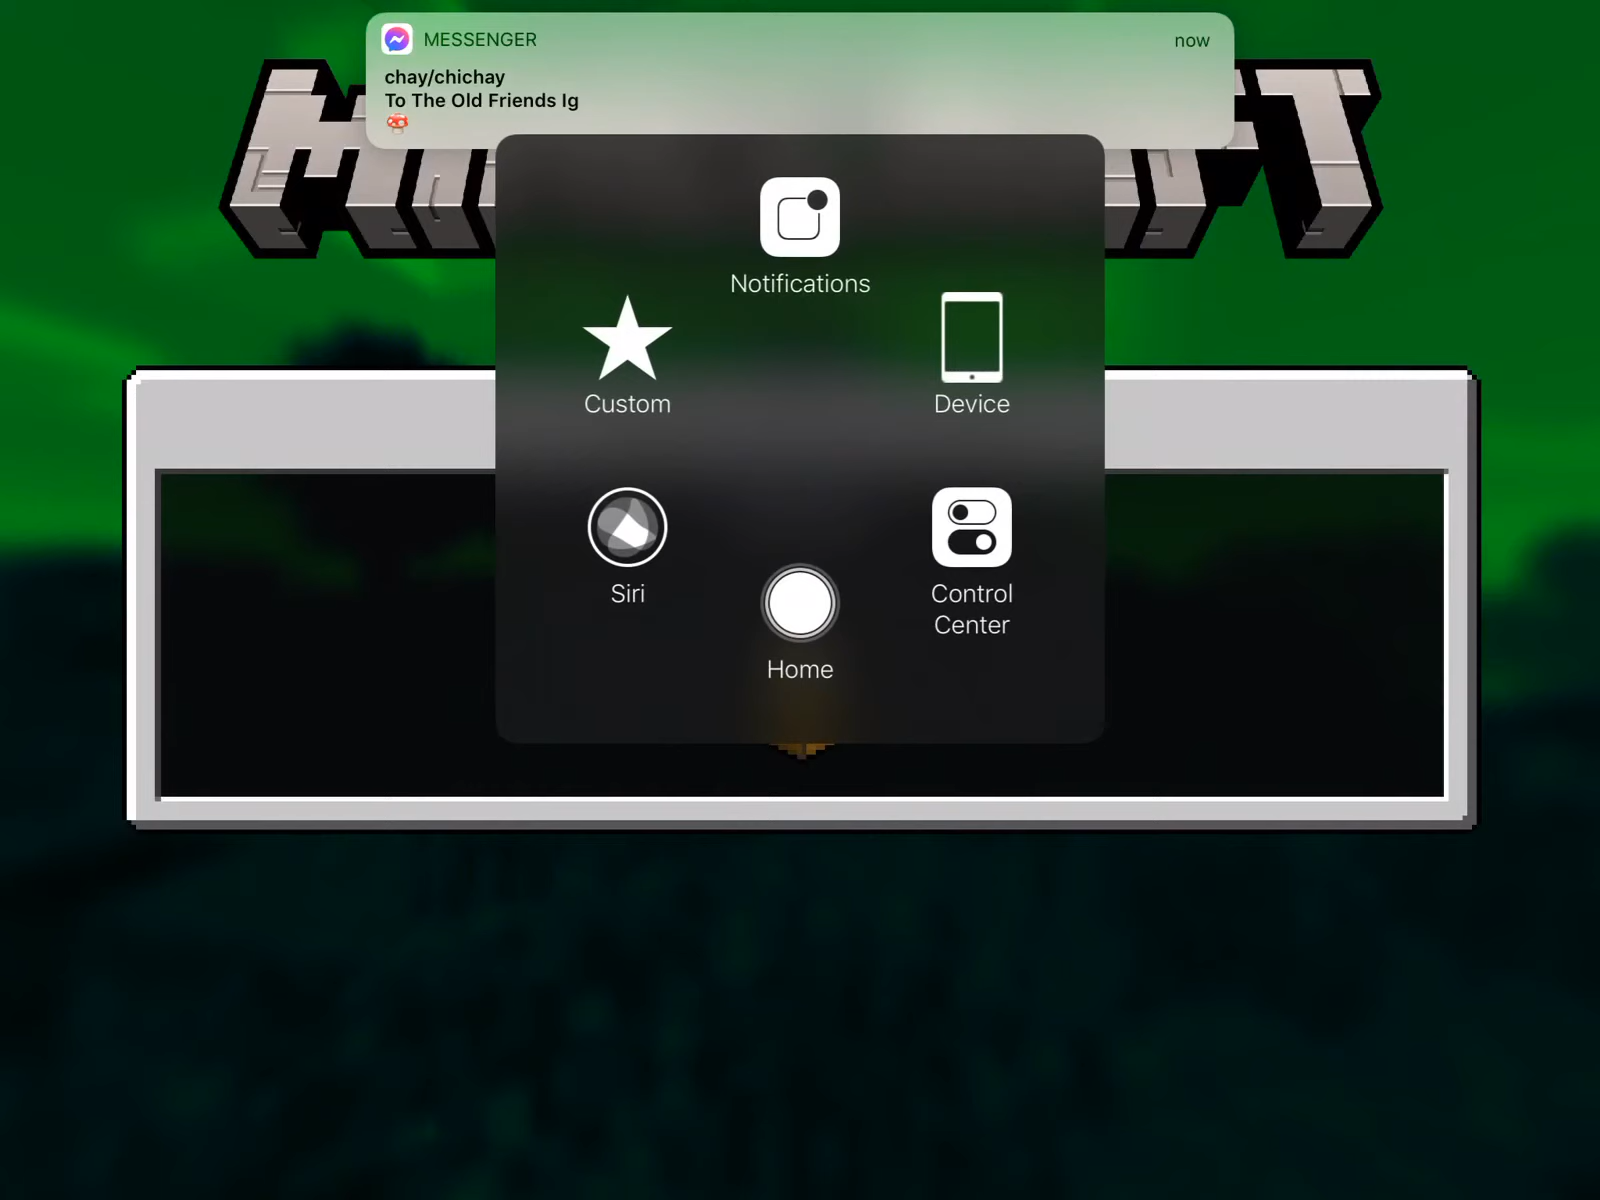 MESSENGER
now
chay/chichay
To The Old Friends Ig
Notifications
Custom
Device
Siri
Control
Center
Home